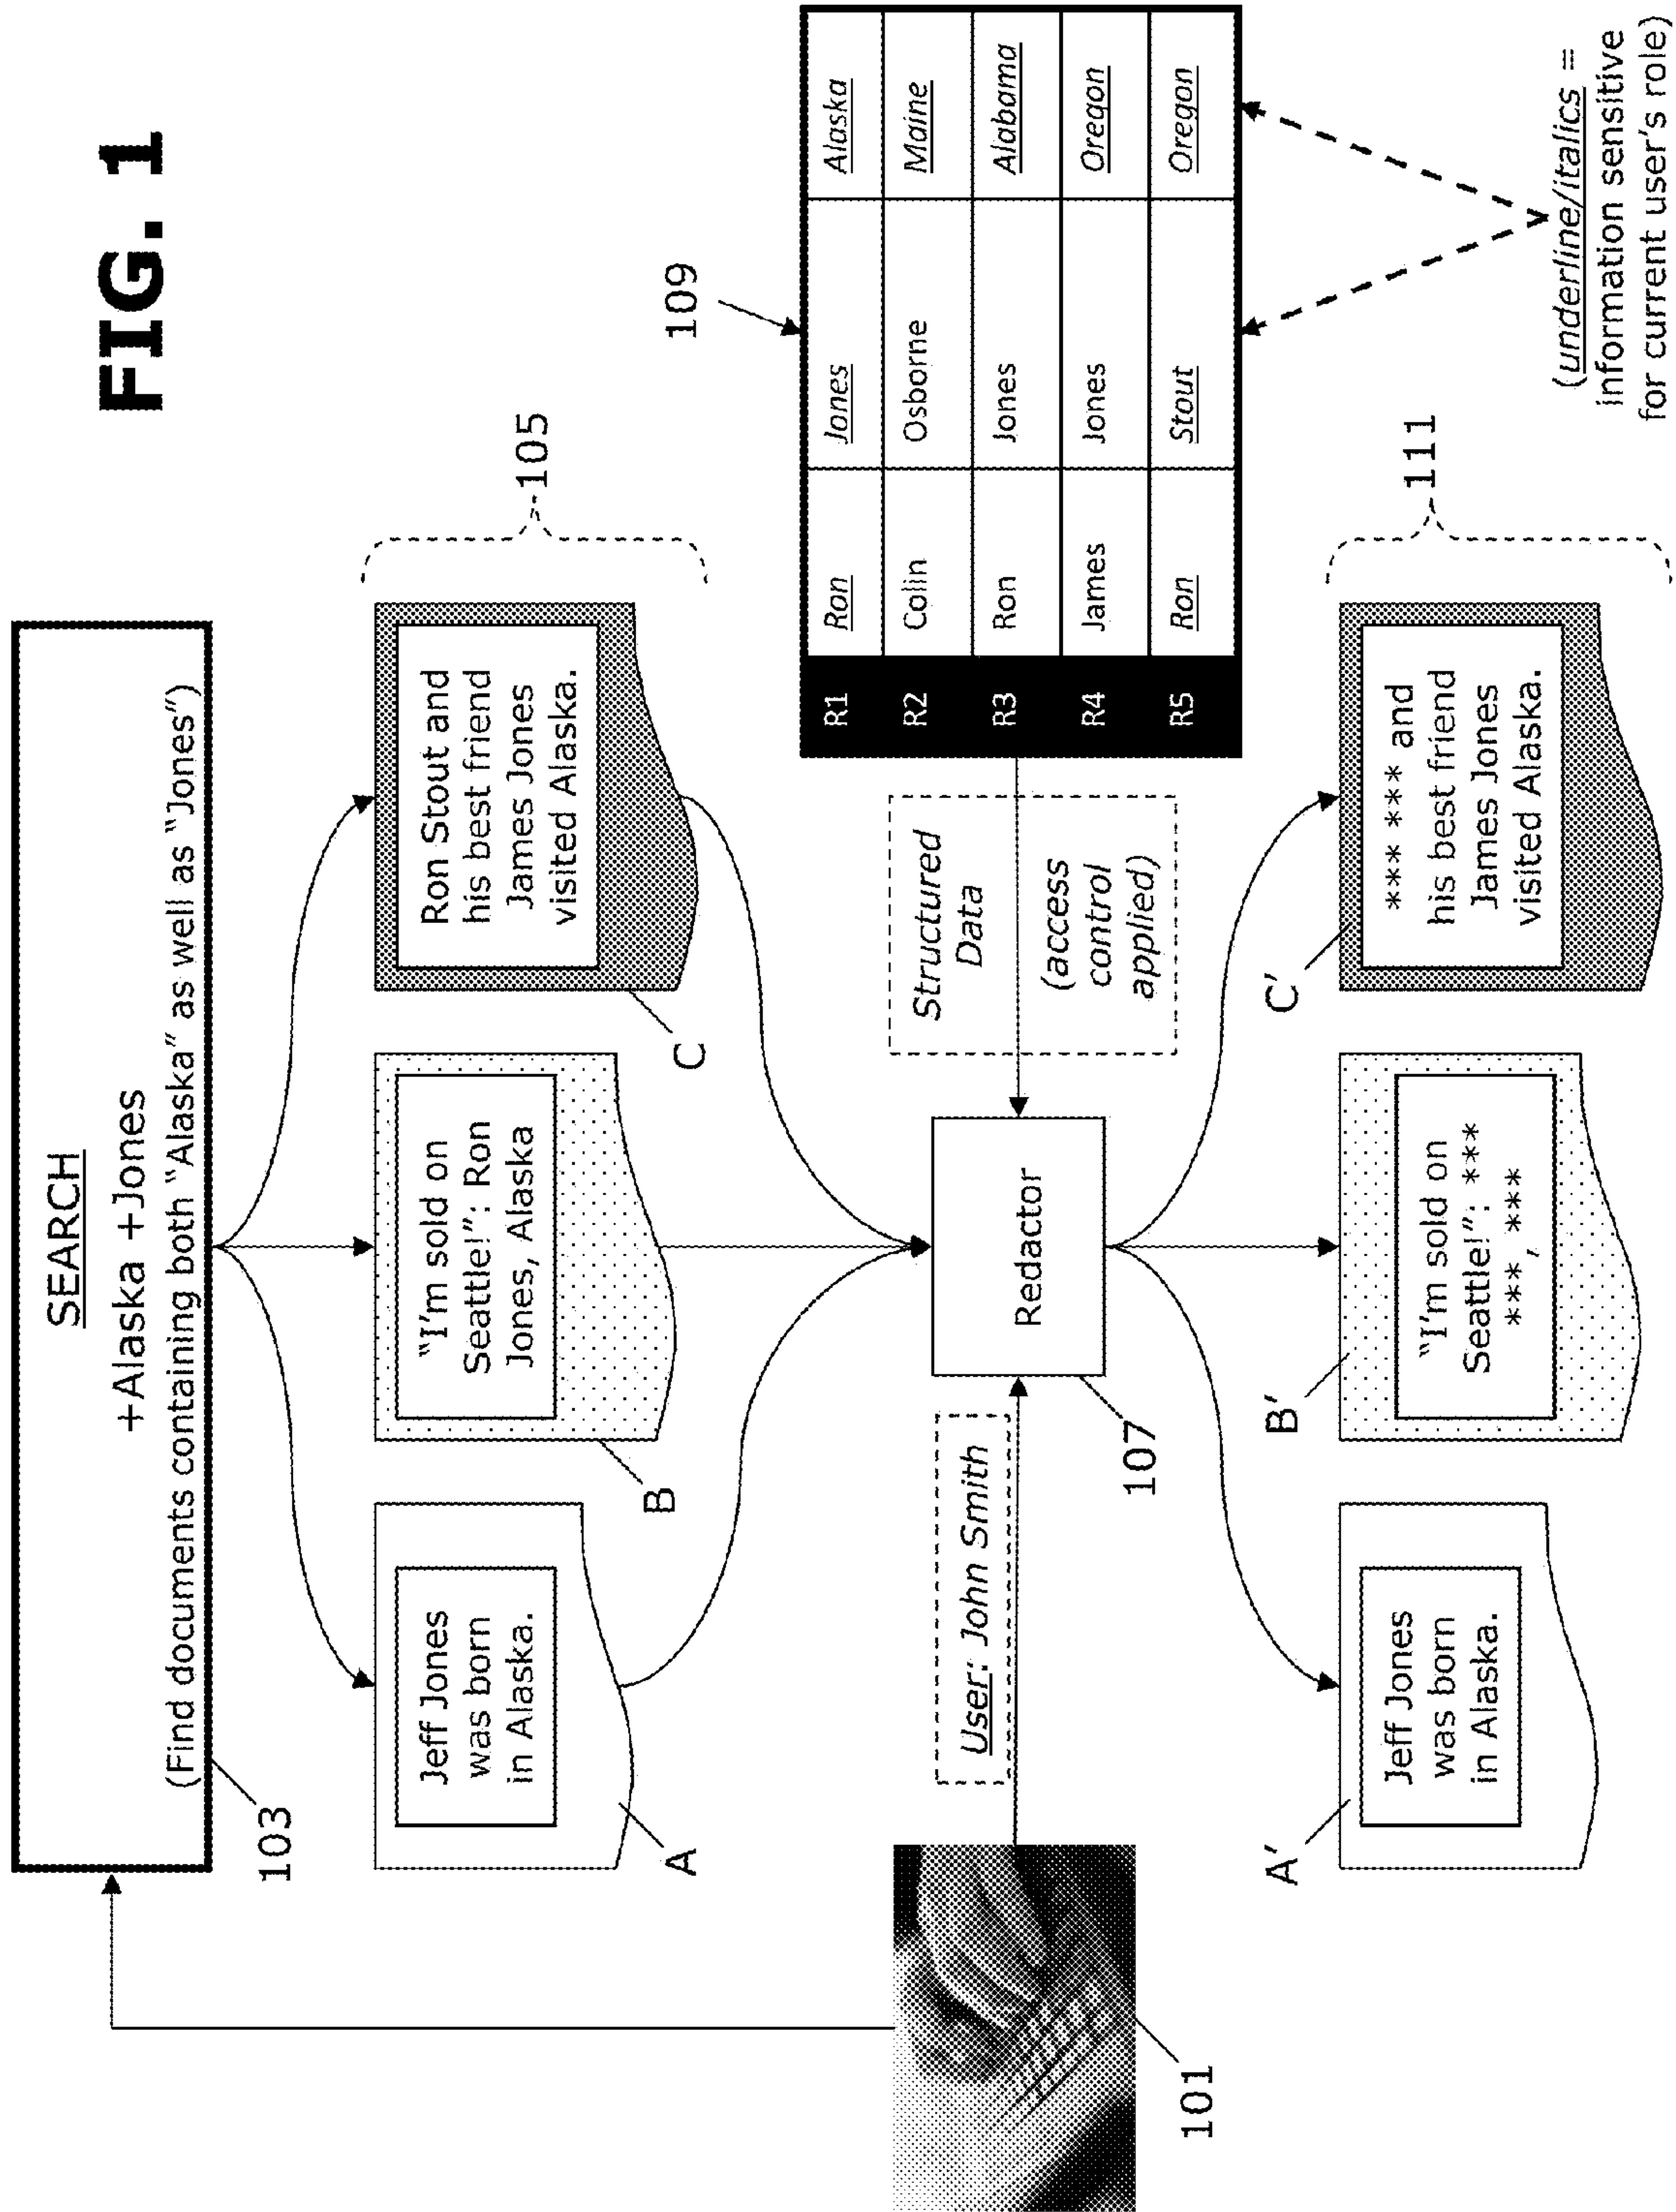 FIG. 1
SEARCH
+Alaska +Jones
(Find documents containing both “Alaska” as well as “Jones”)
103
105
Jeff Jones
was born
in Alaska.
A
“I’m sold on
Seattle!”: Ron
Jones, Alaska
B
Ron Stout and
his best friend
James Jones
visited Alaska.
C
109
R1 Ron Jones Alaska
R2 Colin Osborne Maine
R3 Ron Jones Alabama
R4 James Jones Oregon
R5 Ron Stout Oregon
101
User: John Smith
Redactor
107
Structured
Data
(access
control
applied)
A’
Jeff Jones
was born
in Alaska.
B’
“I’m sold on
Seattle!”: ***
***, ***
C’
*** *** and
his best friend
James Jones
visited Alaska.
111
(underline/italics =
information sensitive
for current user’s role)